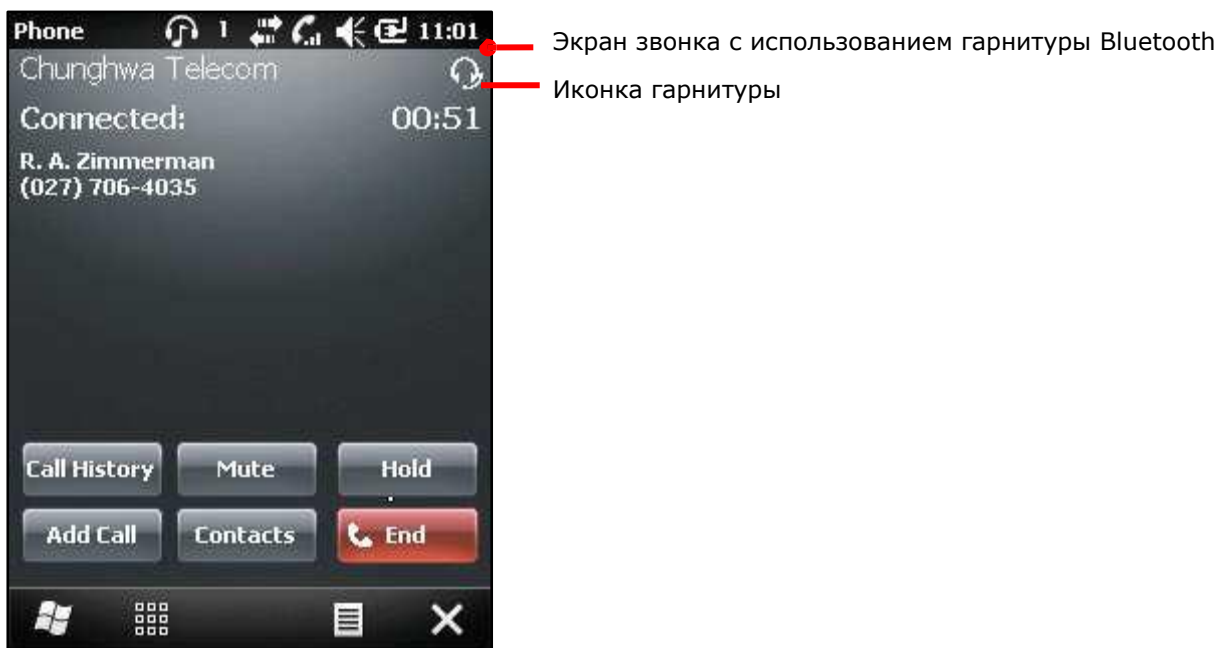 Phone 1 11:01
Экран звонка с использованием гарнитуры Bluetooth
Chunghwa Telecom
Иконка гарнитуры
Connected: 00:51
R. A. Zimmerman
(027) 706-4035
Call History Mute Hold
Add Call Contacts End